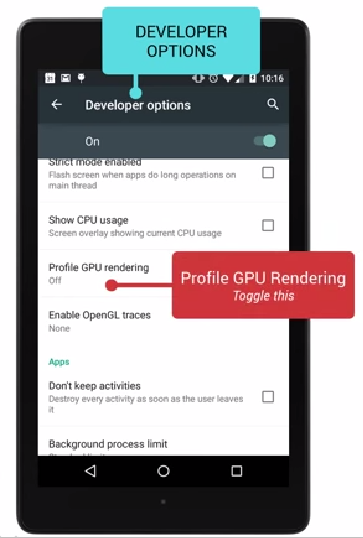 DEVELOPER
OPTIONS
31
10:16
Developer options
On
Strict mode enabled
Flash screen when apps do long operations on
main thread
Show CPU usage
Screen overlay showing current CPU usage
Profile GPU rendering
Off
Profile GPU Rendering
Toggle this
Enable OpenGL traces
None
Apps
Don't keep activities
Destroy every activity as soon as the user leaves
it
Background process limit